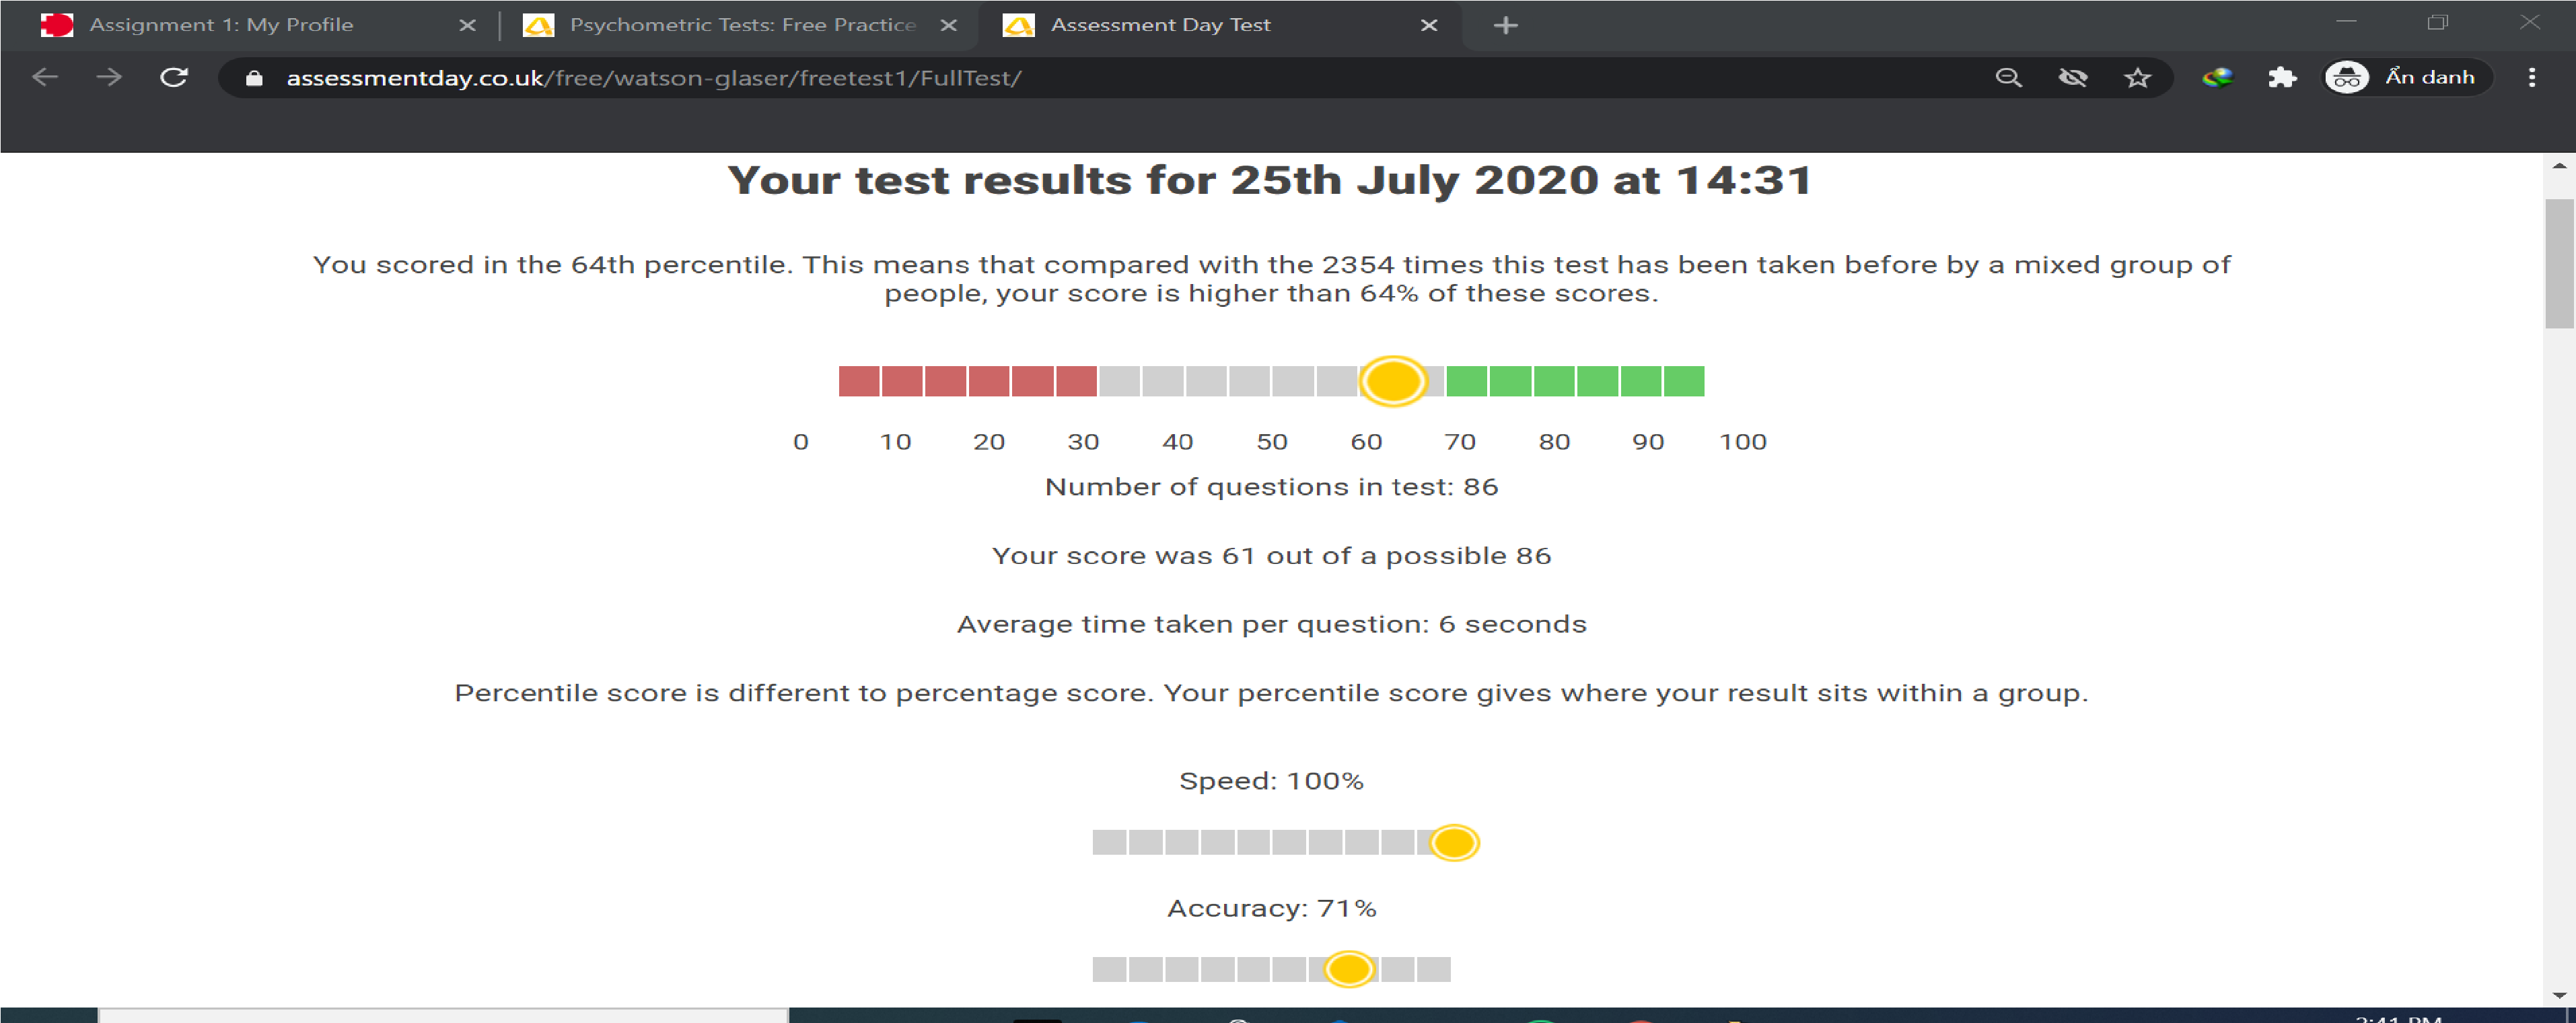 Assignment 1: My Profile
Psychometric Tests: Free Practice
Assessment Day Test
assessmentday.co.uk/free/watson-glaser/freetest1/FullTest/
Ẩn danh
Your test results for 25th July 2020 at 14:31
You scored in the 64th percentile. This means that compared with the 2354 times this test has been taken before by a mixed group of
people, your score is higher than 64% of these scores.
0 10 20 30 40 50 60 70 80 90 100
Number of questions in test: 86
Your score was 61 out of a possible 86
Average time taken per question: 6 seconds
Percentile score is different to percentage score. Your percentile score gives where your result sits within a group.
Speed: 100%
Accuracy: 71%